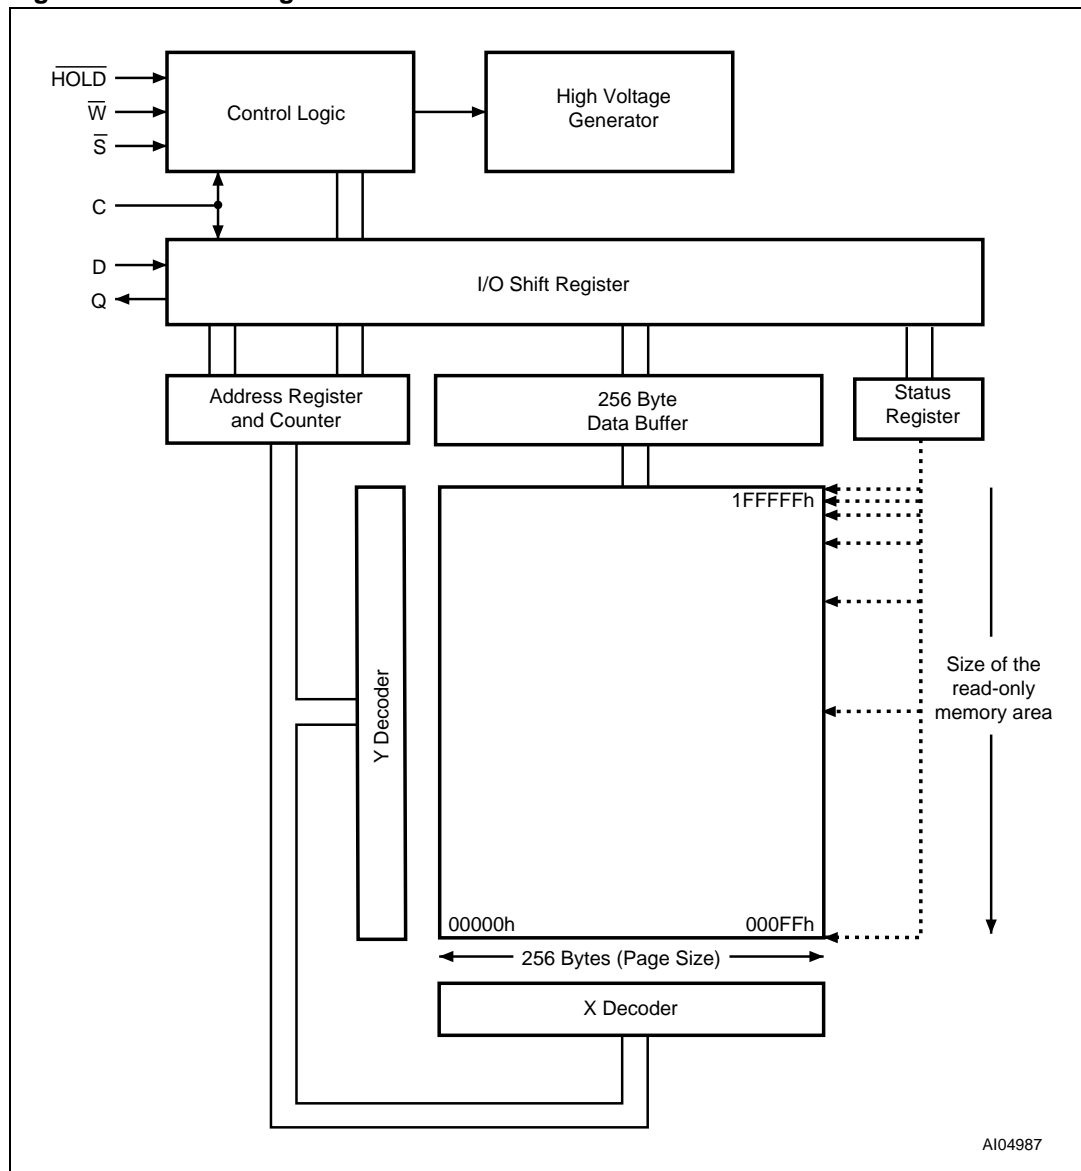 HOLD
W
S
C
D
Q
Control Logic
High Voltage
Generator
I/O Shift Register
Address Register
and Counter
256 Byte
Data Buffer
Status
Register
1FFFFFh
Y Decoder
Size of the
read-only
memory area
00000h
000FFh
256 Bytes (Page Size)
X Decoder
AI04987